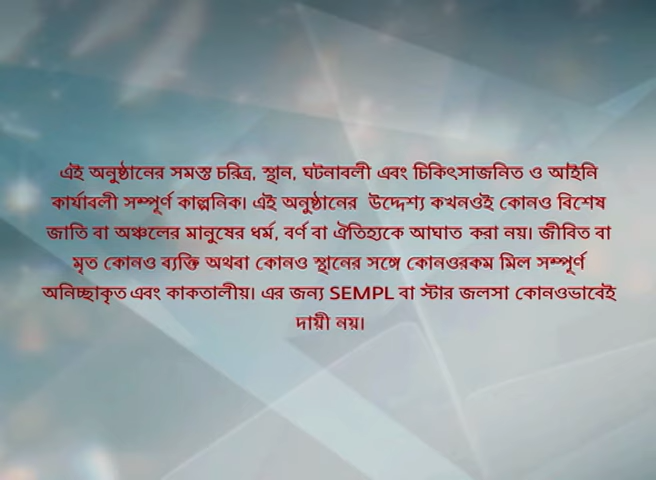 এই অনুষ্ঠানের সমস্ত চরিত্র, স্থান, ঘটনাবলী এবং চিকিৎসাজনিত ও আইনি
কার্যাবলী সম্পূর্ণ কাল্পনিক। এই অনুষ্ঠানের উদ্দেশ্য কখনওই কোনও বিশেষ
জাতি বা অঞ্চলের মানুষের ধর্ম, বর্ণ বা ঐতিহ্যকে আঘাত করা নয়। জীবিত বা
মৃত কোনও ব্যক্তি অথবা কোনও স্থানের সঙ্গে কোনওরকম মিল সম্পূর্ণ
অনিচ্ছাকৃত এবং কাকতালীয়। এর জন্য SEMPL বা স্টার জলসা কোনওভাবেই
দায়ী নয়।